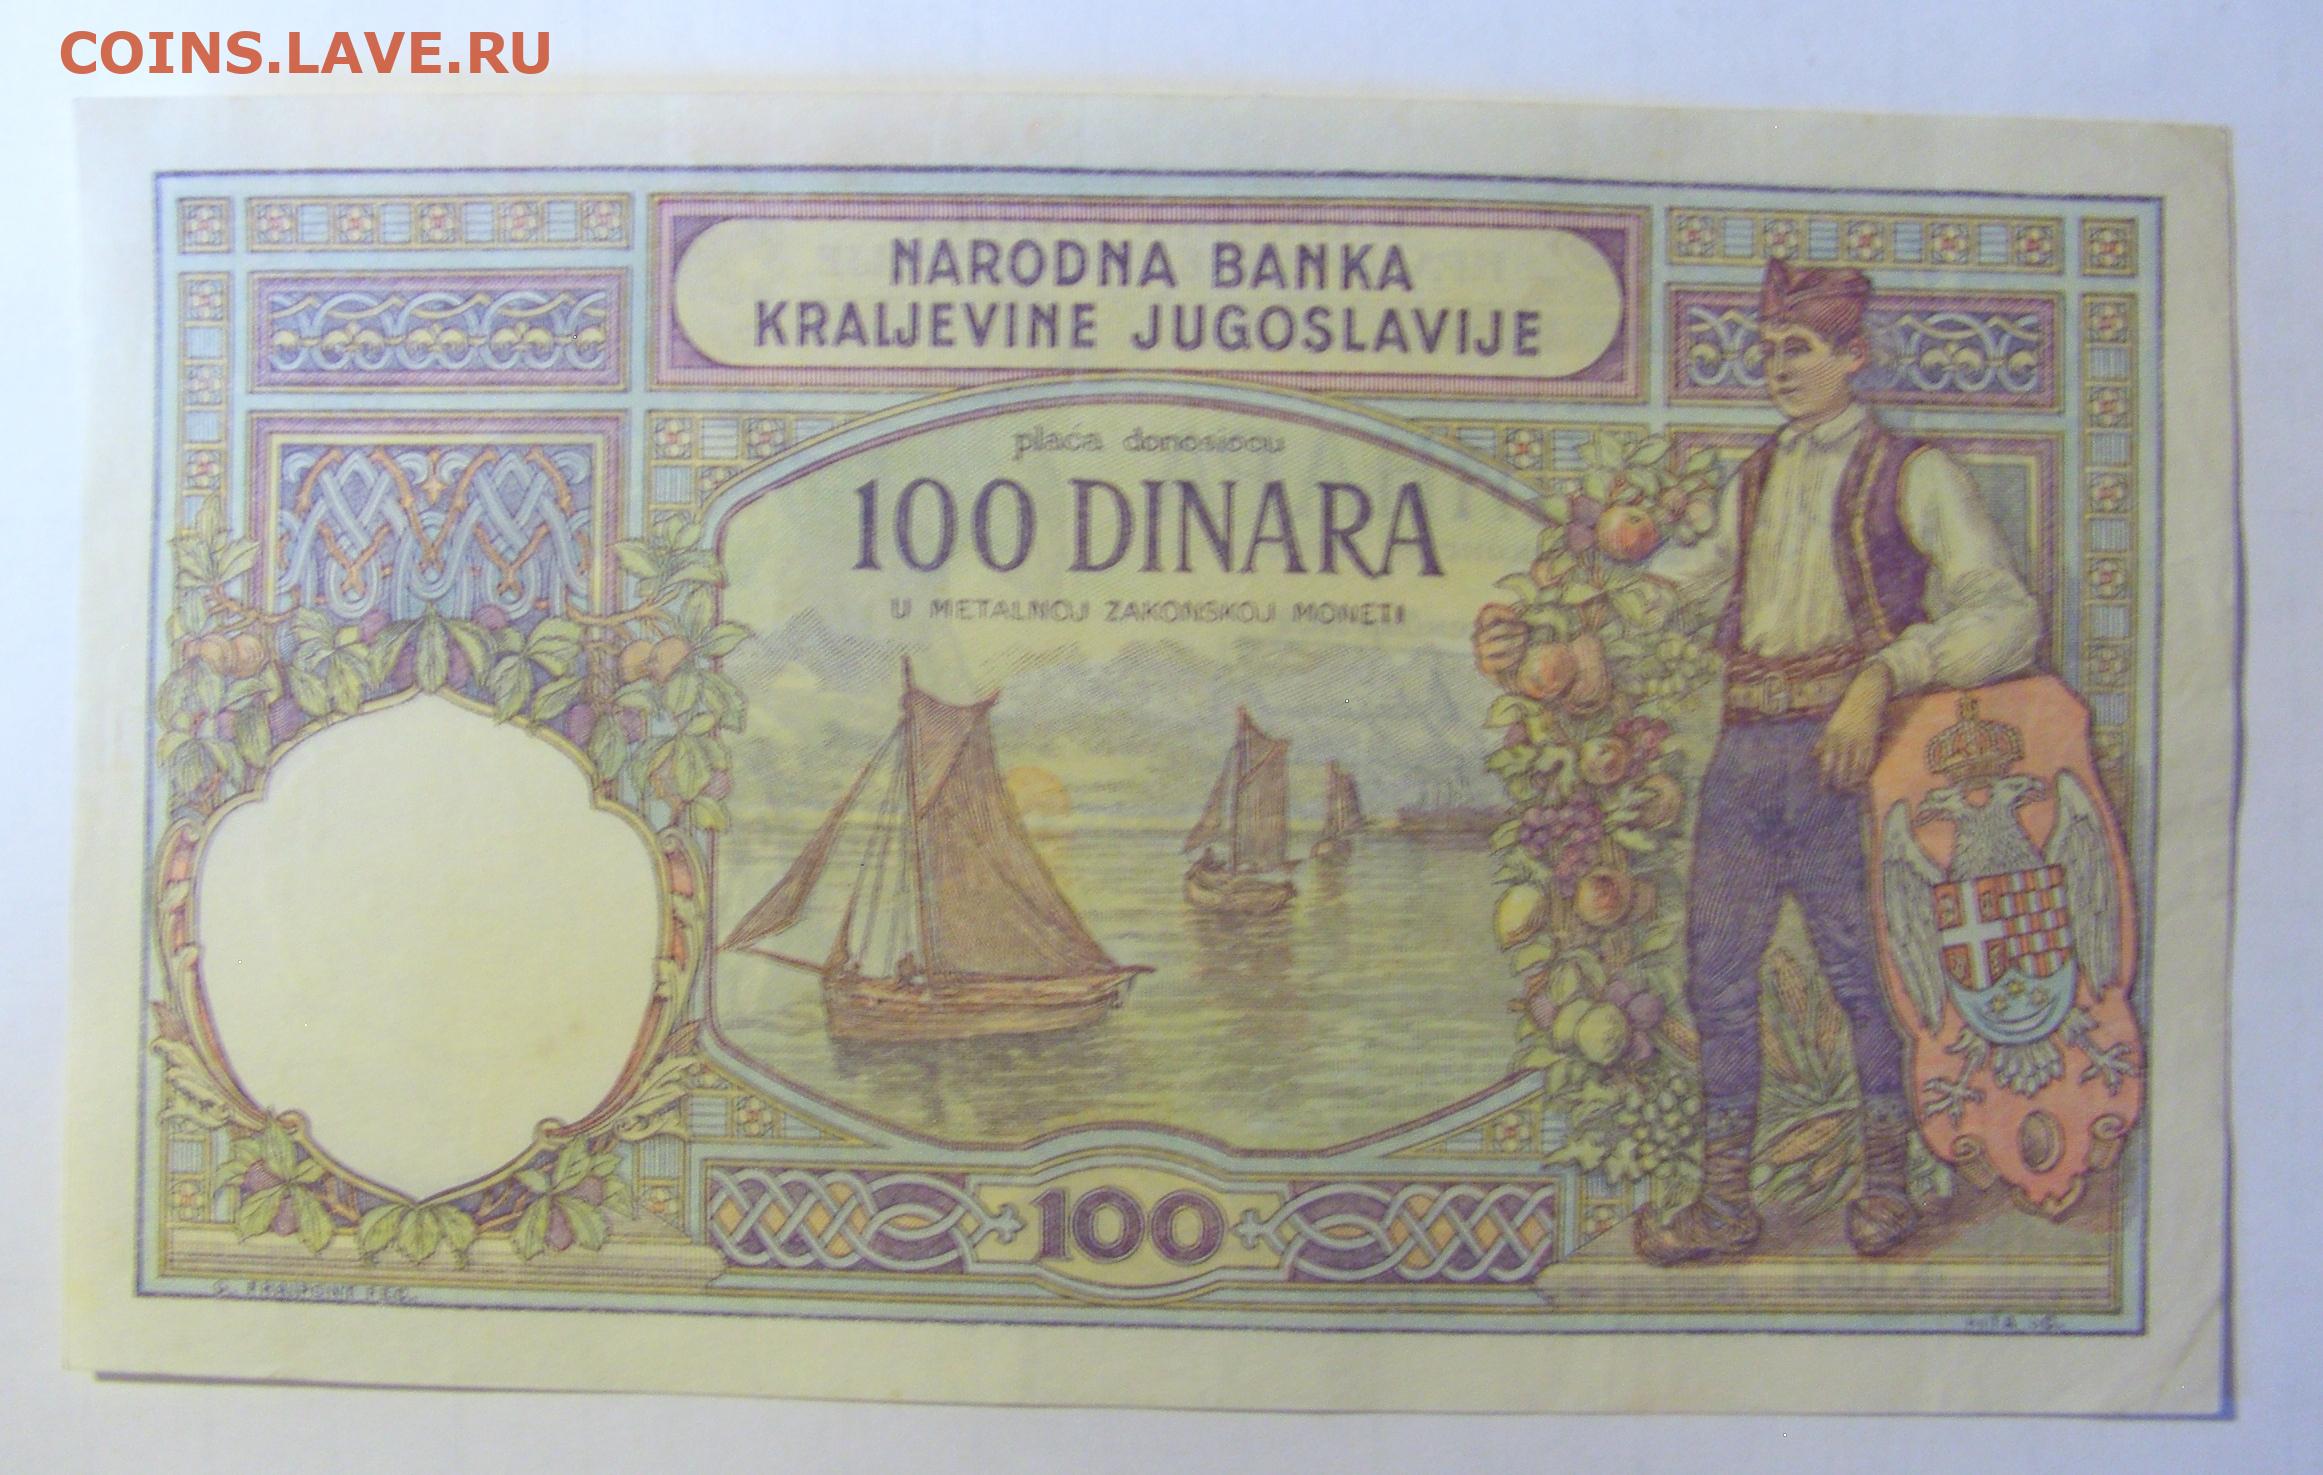 COINS.LAVE.RU
NARODNA BANKA
KRALJEVINE JUGOSLAVIJE
plaća donosiocu
100 DINARA
U METALNOJ ZAKONSKOJ MONETI
100